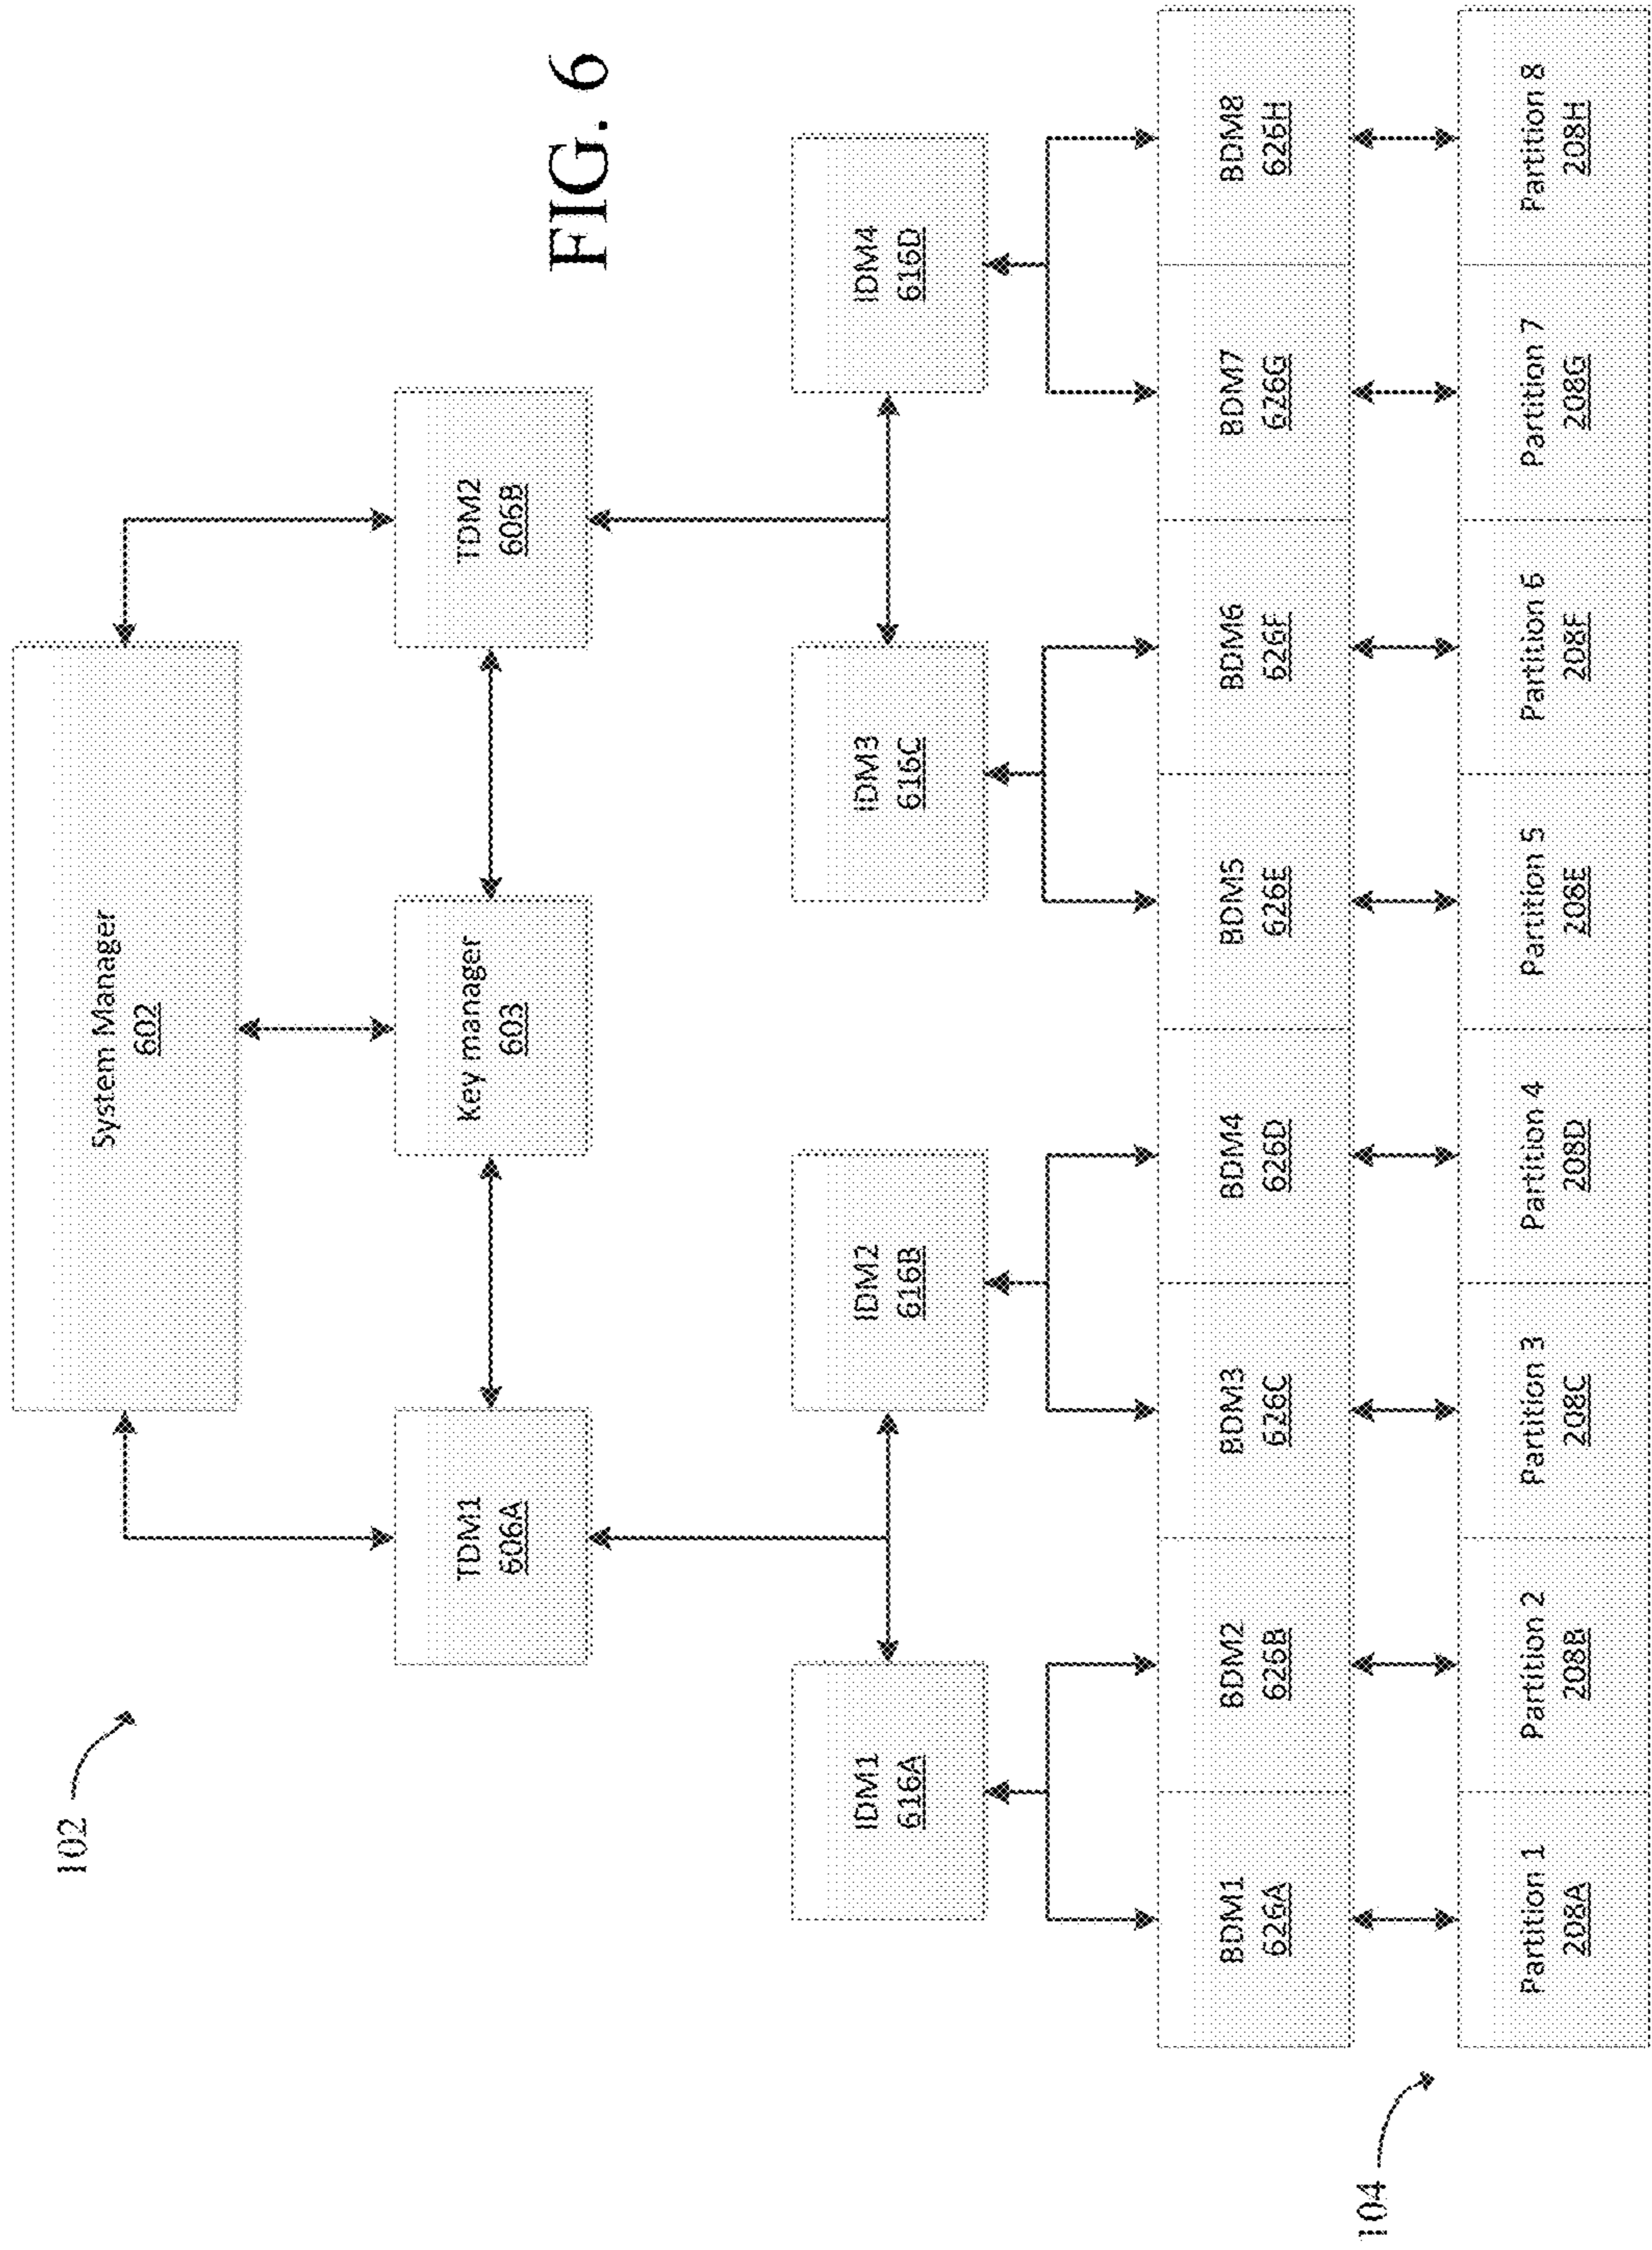 102
System Manager
602
TDM1
606A
Key manager
603
TDM2
606B
FIG. 6
IDM1
616A
IDM2
616B
IDM3
616C
IDM4
616D
BDM1
626A
BDM2
626B
BDM3
626C
BDM4
626D
BDM5
626E
BDM6
626F
BDM7
626G
BDM8
626H
104
Partition 1
208A
Partition 2
208B
Partition 3
208C
Partition 4
208D
Partition 5
208E
Partition 6
208F
Partition 7
208G
Partition 8
208H